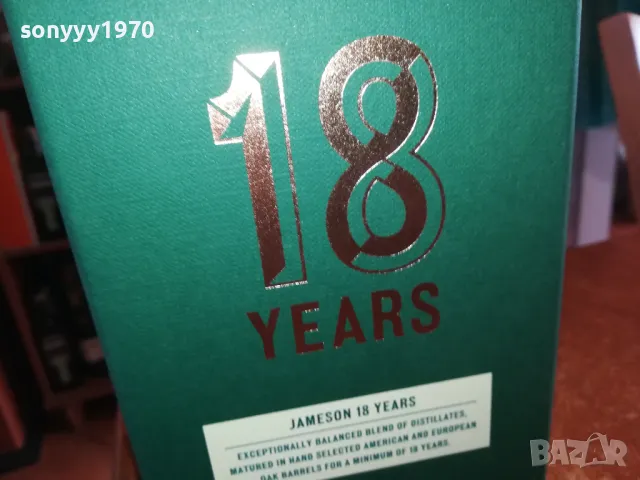 sonyyy1970
18
YEARS
JAMESON 18 YEARS
EXCEPTIONALLY BALANCED BLEND OF DISTILLATES,
MATURED IN HAND SELECTED AMERICAN AND EUROPEAN
OAK BARRELS FOR A MINIMUM OF 18 YEARS.
BAZAR